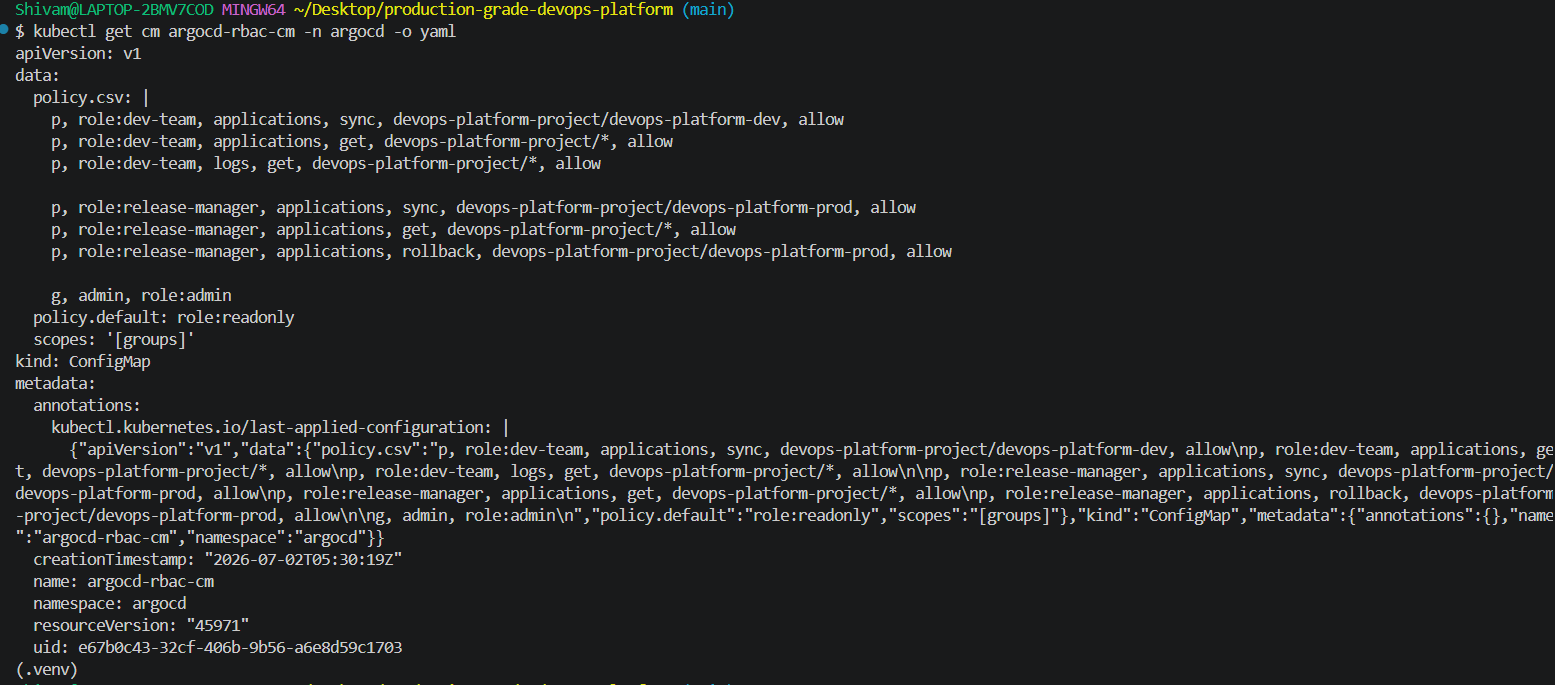 Shivam@LAPTOP-2BMV7COD MINGW64 ~/Desktop/production-grade-devops-platform (main)
$ kubectl get cm argocd-rbac-cm -n argocd -o yaml
apiVersion: v1
data:
  policy.csv: |
    p, role:dev-team, applications, sync, devops-platform-project/devops-platform-dev, allow
    p, role:dev-team, applications, get, devops-platform-project/*, allow
    p, role:dev-team, logs, get, devops-platform-project/*, allow

    p, role:release-manager, applications, sync, devops-platform-project/devops-platform-prod, allow
    p, role:release-manager, applications, get, devops-platform-project/*, allow
    p, role:release-manager, applications, rollback, devops-platform-project/devops-platform-prod, allow

    g, admin, role:admin
  policy.default: role:readonly
  scopes: '[groups]'
kind: ConfigMap
metadata:
  annotations:
    kubectl.kubernetes.io/last-applied-configuration: |
      {"apiVersion":"v1","data":{"policy.csv":"p, role:dev-team, applications, sync, devops-platform-project/devops-platform-dev, allow\np, role:dev-team, applications, ge
t, devops-platform-project/*, allow\np, role:dev-team, logs, get, devops-platform-project/*, allow\n\np, role:release-manager, applications, sync, devops-platform-project/
devops-platform-prod, allow\np, role:release-manager, applications, get, devops-platform-project/*, allow\np, role:release-manager, applications, rollback, devops-platform
-project/devops-platform-prod, allow\n\ng, admin, role:admin\n","policy.default":"role:readonly","scopes":"[groups]"},"kind":"ConfigMap","metadata":{"annotations":{},"name
":"argocd-rbac-cm","namespace":"argocd"}}
  creationTimestamp: "2026-07-02T05:30:19Z"
  name: argocd-rbac-cm
  namespace: argocd
  resourceVersion: "45971"
  uid: e67b0c43-32cf-406b-9b56-a6e8d59c1703
(.venv)